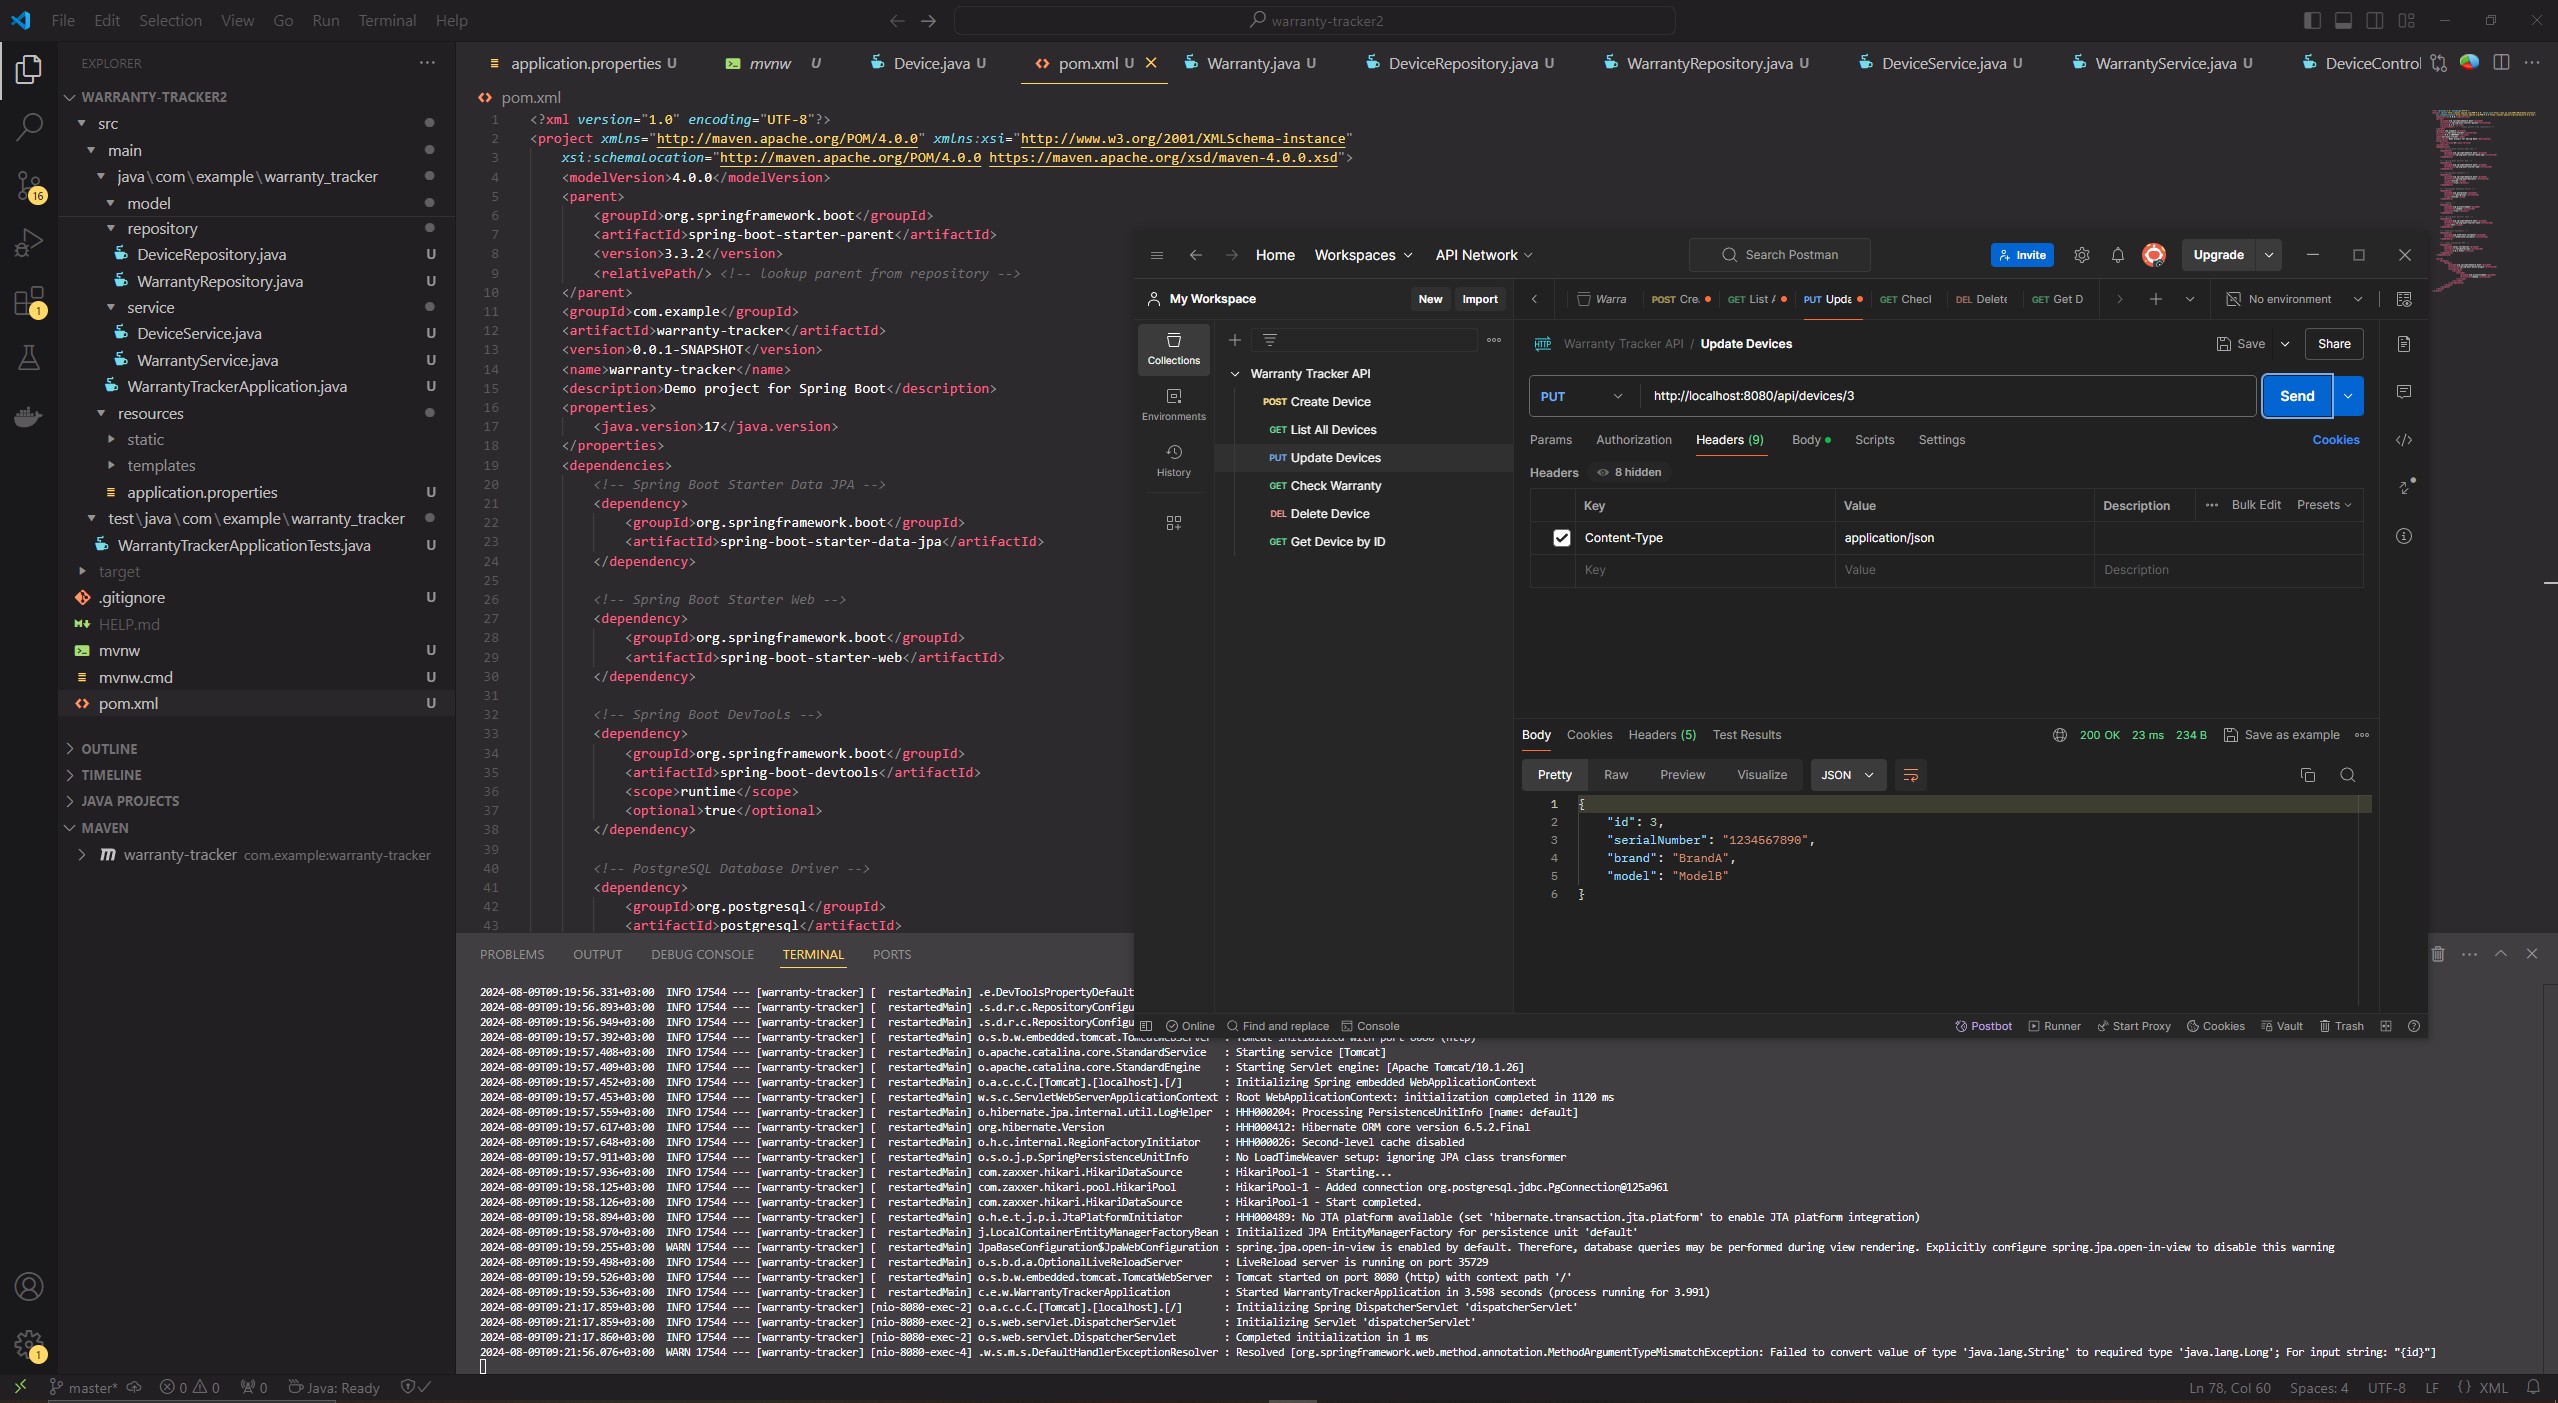 File Edit Selection View Go Run Terminal Help
warranty-tracker2
EXPLORER
WARRANTY-TRACKER2
src
main
java\com\example\warranty_tracker
model
repository
DeviceRepository.java U
WarrantyRepository.java U
service
DeviceService.java U
WarrantyService.java U
WarrantyTrackerApplication.java U
resources
static
templates
application.properties U
test\java\com\example\warranty_tracker
WarrantyTrackerApplicationTests.java U
target
.gitignore U
HELP.md
mvnw U
mvnw.cmd U
pom.xml U
OUTLINE
TIMELINE
JAVA PROJECTS
MAVEN
warranty-tracker com.example:warranty-tracker
16
1
1
application.properties U mvnw U Device.java U pom.xml U Warranty.java U DeviceRepository.java U WarrantyRepository.java U DeviceService.java U WarrantyService.java U DeviceControl
pom.xml
1 <?xml version="1.0" encoding="UTF-8"?>
2 <project xmlns="http://maven.apache.org/POM/4.0.0" xmlns:xsi="http://www.w3.org/2001/XMLSchema-instance"
3 xsi:schemaLocation="http://maven.apache.org/POM/4.0.0 https://maven.apache.org/xsd/maven-4.0.0.xsd">
4 <modelVersion>4.0.0</modelVersion>
5 <parent>
6 <groupId>org.springframework.boot</groupId>
7 <artifactId>spring-boot-starter-parent</artifactId>
8 <version>3.3.2</version>
9 <relativePath/> <!-- lookup parent from repository -->
10 </parent>
11 <groupId>com.example</groupId>
12 <artifactId>warranty-tracker</artifactId>
13 <version>0.0.1-SNAPSHOT</version>
14 <name>warranty-tracker</name>
15 <description>Demo project for Spring Boot</description>
16 <properties>
17 <java.version>17</java.version>
18 </properties>
19 <dependencies>
20 <!-- Spring Boot Starter Data JPA -->
21 <dependency>
22 <groupId>org.springframework.boot</groupId>
23 <artifactId>spring-boot-starter-data-jpa</artifactId>
24 </dependency>
25
26 <!-- Spring Boot Starter Web -->
27 <dependency>
28 <groupId>org.springframework.boot</groupId>
29 <artifactId>spring-boot-starter-web</artifactId>
30 </dependency>
31
32 <!-- Spring Boot DevTools -->
33 <dependency>
34 <groupId>org.springframework.boot</groupId>
35 <artifactId>spring-boot-devtools</artifactId>
36 <scope>runtime</scope>
37 <optional>true</optional>
38 </dependency>
39
40 <!-- PostgreSQL Database Driver -->
41 <dependency>
42 <groupId>org.postgresql</groupId>
43 <artifactId>postgresql</artifactId>
Home Workspaces API Network Search Postman Invite Upgrade
My Workspace New Import
Warra POST Cre. GET List A PUT Upda GET Checl DEL Delete GET Get D No environment
Collections
Environments
History
Warranty Tracker API
POST Create Device
GET List All Devices
PUT Update Devices
GET Check Warranty
DEL Delete Device
GET Get Device by ID
HTTP Warranty Tracker API / Update Devices Save Share
PUT http://localhost:8080/api/devices/3 Send
Params Authorization Headers (9) Body Scripts Settings Cookies
Headers 8 hidden
Key Value Description Bulk Edit Presets
Content-Type application/json
Key Value Description
Body Cookies Headers (5) Test Results 200 OK 23 ms 234 B Save as example
Pretty Raw Preview Visualize JSON
1 {
2 "id": 3,
3 "serialNumber": "1234567890",
4 "brand": "BrandA",
5 "model": "ModelB"
6 }
Online Find and replace Console Postbot Runner Start Proxy Cookies Vault Trash
PROBLEMS OUTPUT DEBUG CONSOLE TERMINAL PORTS
2024-08-09T09:19:56.331+03:00 INFO 17544 --- [warranty-tracker] [ restartedMain] .e.DevToolsPropertyDefault
2024-08-09T09:19:56.893+03:00 INFO 17544 --- [warranty-tracker] [ restartedMain] .s.d.r.c.RepositoryConfigu
2024-08-09T09:19:56.949+03:00 INFO 17544 --- [warranty-tracker] [ restartedMain] .s.d.r.c.RepositoryConfigu
2024-08-09T09:19:57.392+03:00 INFO 17544 --- [warranty-tracker] [ restartedMain] o.s.b.w.embedded.tomcat.TomcatWebServer : Tomcat initialized with port 8080 (http)
2024-08-09T09:19:57.408+03:00 INFO 17544 --- [warranty-tracker] [ restartedMain] o.apache.catalina.core.StandardService : Starting service [Tomcat]
2024-08-09T09:19:57.409+03:00 INFO 17544 --- [warranty-tracker] [ restartedMain] o.apache.catalina.core.StandardEngine : Starting Servlet engine: [Apache Tomcat/10.1.26]
2024-08-09T09:19:57.452+03:00 INFO 17544 --- [warranty-tracker] [ restartedMain] o.a.c.c.C.[Tomcat].[localhost].[/] : Initializing Spring embedded WebApplicationContext
2024-08-09T09:19:57.453+03:00 INFO 17544 --- [warranty-tracker] [ restartedMain] w.s.c.ServletWebServerApplicationContext : Root WebApplicationContext: initialization completed in 1120 ms
2024-08-09T09:19:57.559+03:00 INFO 17544 --- [warranty-tracker] [ restartedMain] o.hibernate.jpa.internal.util.LogHelper : HHH000204: Processing PersistenceUnitInfo [name: default]
2024-08-09T09:19:57.617+03:00 INFO 17544 --- [warranty-tracker] [ restartedMain] org.hibernate.Version : HHH000412: Hibernate ORM core version 6.5.2.Final
2024-08-09T09:19:57.648+03:00 INFO 17544 --- [warranty-tracker] [ restartedMain] o.h.c.internal.RegionFactoryInitiator : HHH000026: Second-level cache disabled
2024-08-09T09:19:57.911+03:00 INFO 17544 --- [warranty-tracker] [ restartedMain] o.s.o.j.p.SpringPersistenceUnitInfo : No LoadTimeWeaver setup: ignoring JPA class transformer
2024-08-09T09:19:57.936+03:00 INFO 17544 --- [warranty-tracker] [ restartedMain] com.zaxxer.hikari.HikariDataSource : HikariPool-1 - Starting...
2024-08-09T09:19:58.125+03:00 INFO 17544 --- [warranty-tracker] [ restartedMain] com.zaxxer.hikari.pool.HikariPool : HikariPool-1 - Added connection org.postgresql.jdbc.PgConnection@125a961
2024-08-09T09:19:58.126+03:00 INFO 17544 --- [warranty-tracker] [ restartedMain] com.zaxxer.hikari.HikariDataSource : HikariPool-1 - Start completed.
2024-08-09T09:19:58.894+03:00 INFO 17544 --- [warranty-tracker] [ restartedMain] o.h.e.t.j.p.i.JtaPlatformInitiator : HHH000489: No JTA platform available (set 'hibernate.transaction.jta.platform' to enable JTA platform integration)
2024-08-09T09:19:58.970+03:00 INFO 17544 --- [warranty-tracker] [ restartedMain] j.LocalContainerEntityManagerFactoryBean : Initialized JPA EntityManagerFactory for persistence unit 'default'
2024-08-09T09:19:59.255+03:00 WARN 17544 --- [warranty-tracker] [ restartedMain] JpaBaseConfiguration$JpaWebConfiguration : spring.jpa.open-in-view is enabled by default. Therefore, database queries may be performed during view rendering. Explicitly configure spring.jpa.open-in-view to disable this warning
2024-08-09T09:19:59.498+03:00 INFO 17544 --- [warranty-tracker] [ restartedMain] o.s.b.d.a.OptionalLiveReloadServer : LiveReload server is running on port 35729
2024-08-09T09:19:59.526+03:00 INFO 17544 --- [warranty-tracker] [ restartedMain] o.s.b.w.embedded.tomcat.TomcatWebServer : Tomcat started on port 8080 (http) with context path '/'
2024-08-09T09:19:59.536+03:00 INFO 17544 --- [warranty-tracker] [ restartedMain] c.e.w.WarrantyTrackerApplication : Started WarrantyTrackerApplication in 3.598 seconds (process running for 3.991)
2024-08-09T09:21:17.859+03:00 INFO 17544 --- [warranty-tracker] [nio-8080-exec-2] o.a.c.c.C.[Tomcat].[localhost].[/] : Initializing Spring DispatcherServlet 'dispatcherServlet'
2024-08-09T09:21:17.859+03:00 INFO 17544 --- [warranty-tracker] [nio-8080-exec-2] o.s.web.servlet.DispatcherServlet : Initializing Servlet 'dispatcherServlet'
2024-08-09T09:21:17.860+03:00 INFO 17544 --- [warranty-tracker] [nio-8080-exec-2] o.s.web.servlet.DispatcherServlet : Completed initialization in 1 ms
2024-08-09T09:21:56.076+03:00 WARN 17544 --- [warranty-tracker] [nio-8080-exec-4] .w.s.m.s.DefaultHandlerExceptionResolver : Resolved [org.springframework.web.method.annotation.MethodArgumentTypeMismatchException: Failed to convert value of type 'java.lang.String' to required type 'java.lang.Long'; For input string: "{id}"]
master* 0 0 0 Java: Ready Ln 78, Col 60 Spaces: 4 UTF-8 LF {} XML